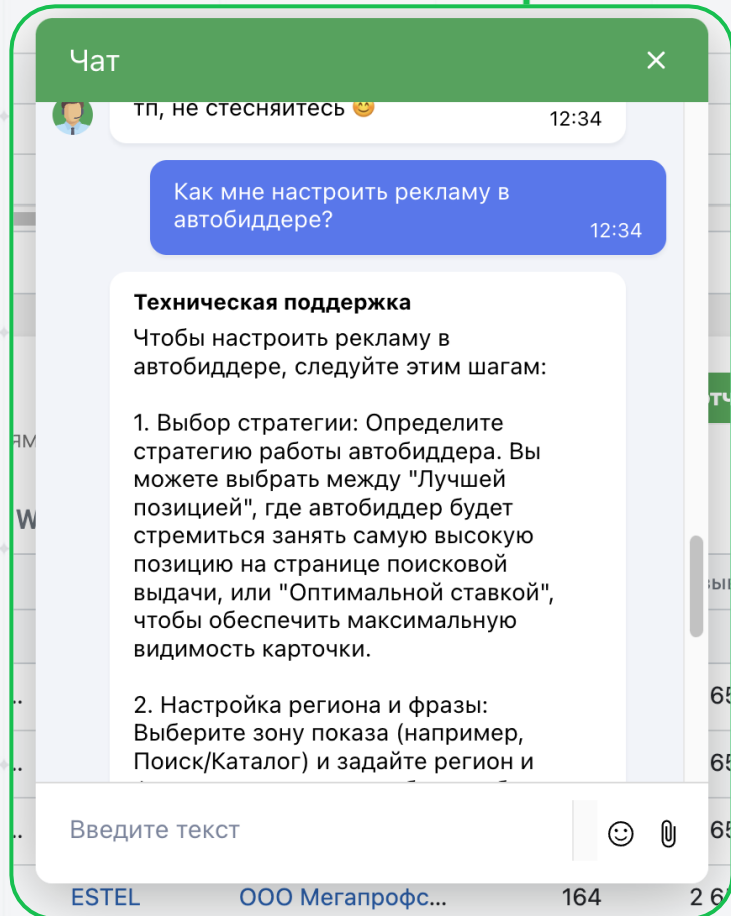 Чат
тп, не стесняйтесь 😊
12:34
Как мне настроить рекламу в
автобиддере?
12:34
Техническая поддержка
Чтобы настроить рекламу в
автобиддере, следуйте этим шагам:
1. Выбор стратегии: Определите
стратегию работы автобиддера. Вы
можете выбрать между "Лучшей
позицией", где автобиддер будет
стремиться занять самую высокую
позицию на странице поисковой
выдачи, или "Оптимальной ставкой",
чтобы обеспечить максимальную
видимость карточки.
2. Настройка региона и фразы:
Выберите зону показа (например,
Поиск/Каталог) и задайте регион и
Введите текст
ESTEL ООО Мегапрофс... 164